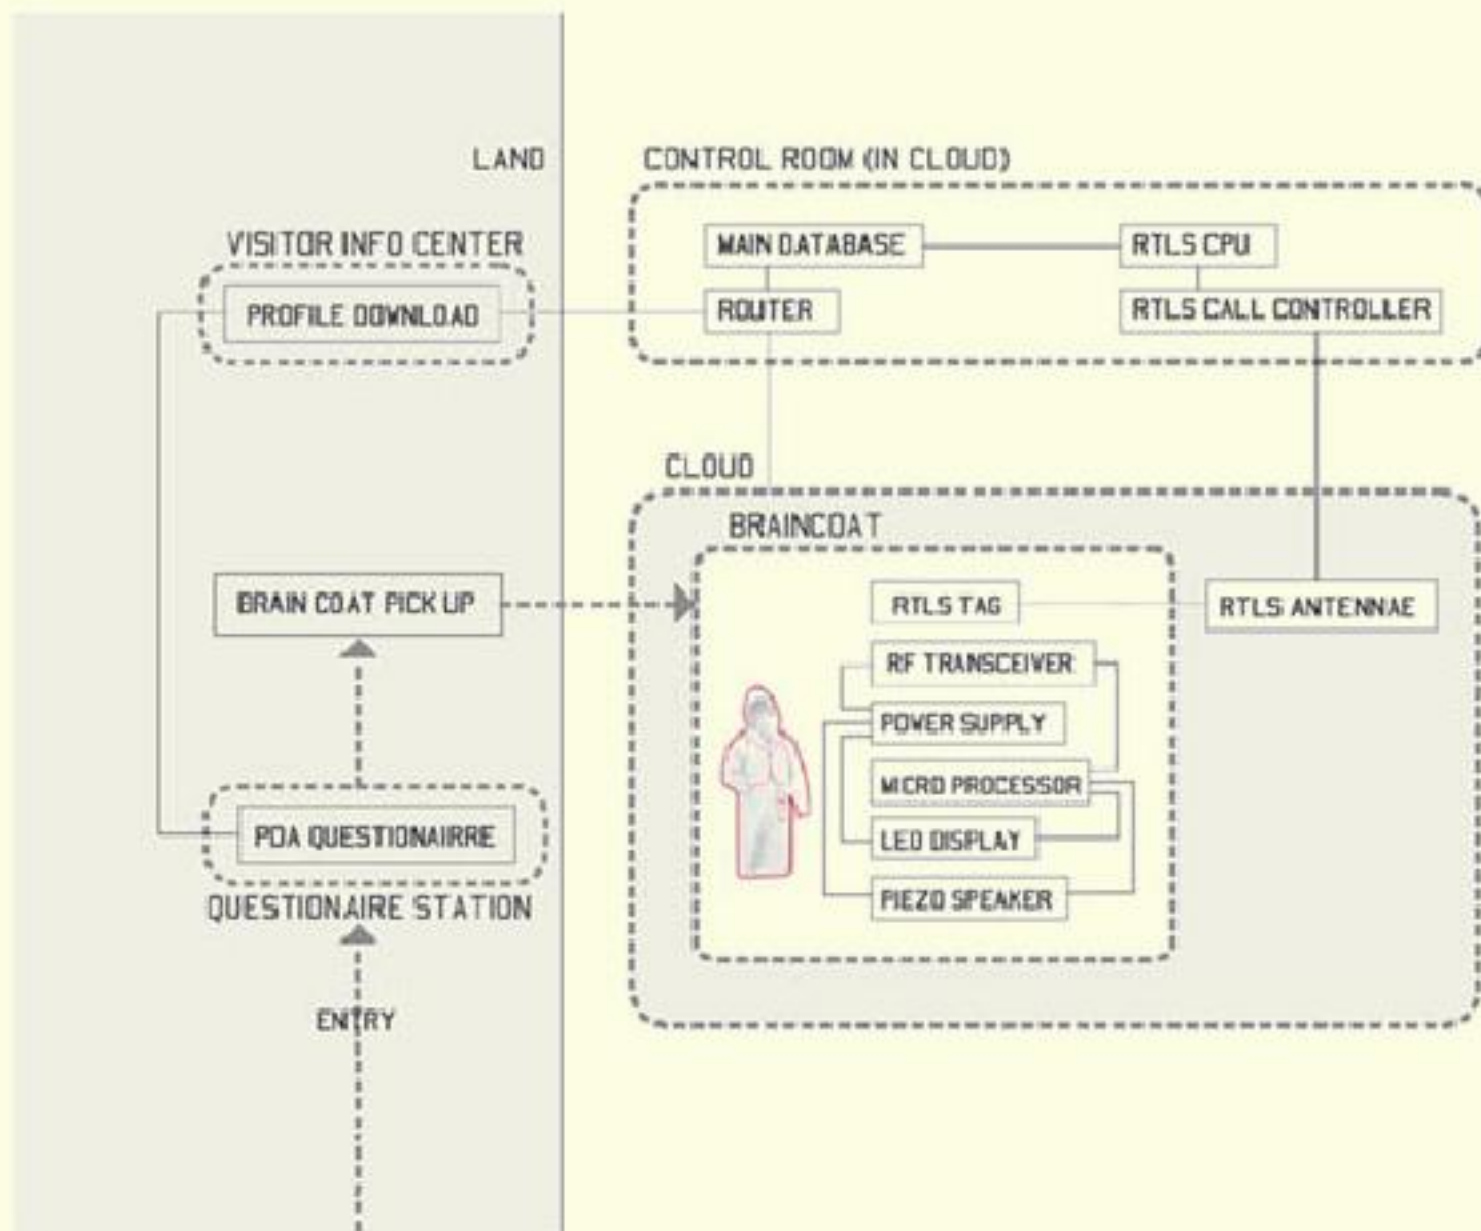 LAND
CONTROL ROOM (IN CLOUD)
VISITOR INFO CENTER
MAIN DATABASE
RTLS CPU
PROFILE DOWNLOAD
ROUTER
RTLS CALL CONTROLLER
CLOUD
BRAINCOAT
BRAIN COAT PICK UP
RTLS TAG
RTLS ANTENNAE
RF TRANSCEIVER
POWER SUPPLY
MICRO PROCESSOR
PDA QUESTIONAIRRE
LED DISPLAY
PIEZO SPEAKER
QUESTIONAIRE STATION
ENTRY